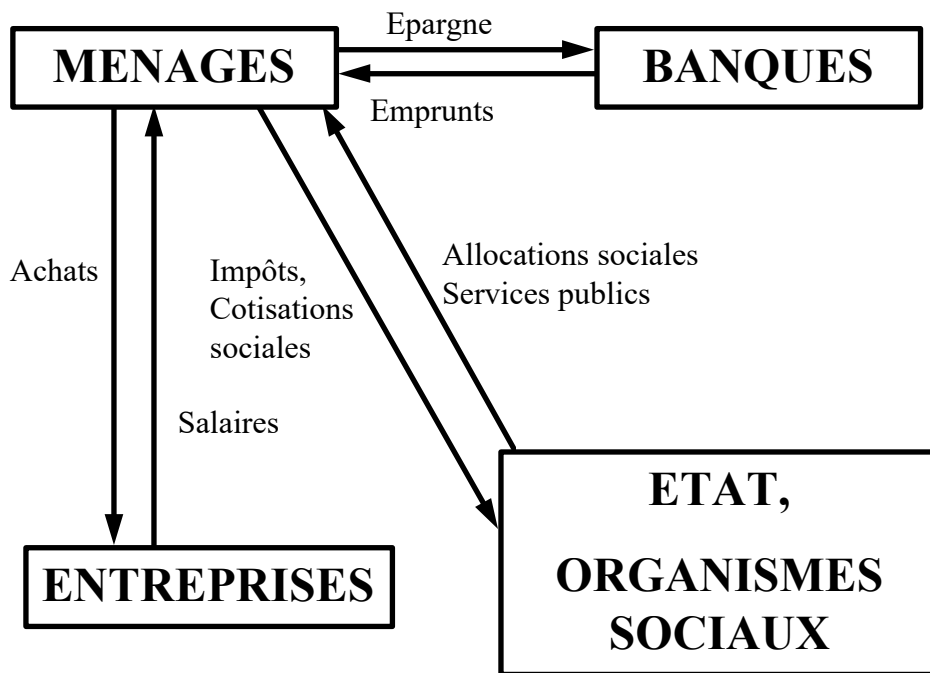 Epargne
MENAGES
BANQUES
Emprunts
Achats
Impôts,
Cotisations
sociales
Allocations sociales
Services publics
Salaires
ETAT,
ENTREPRISES
ORGANISMES
SOCIAUX